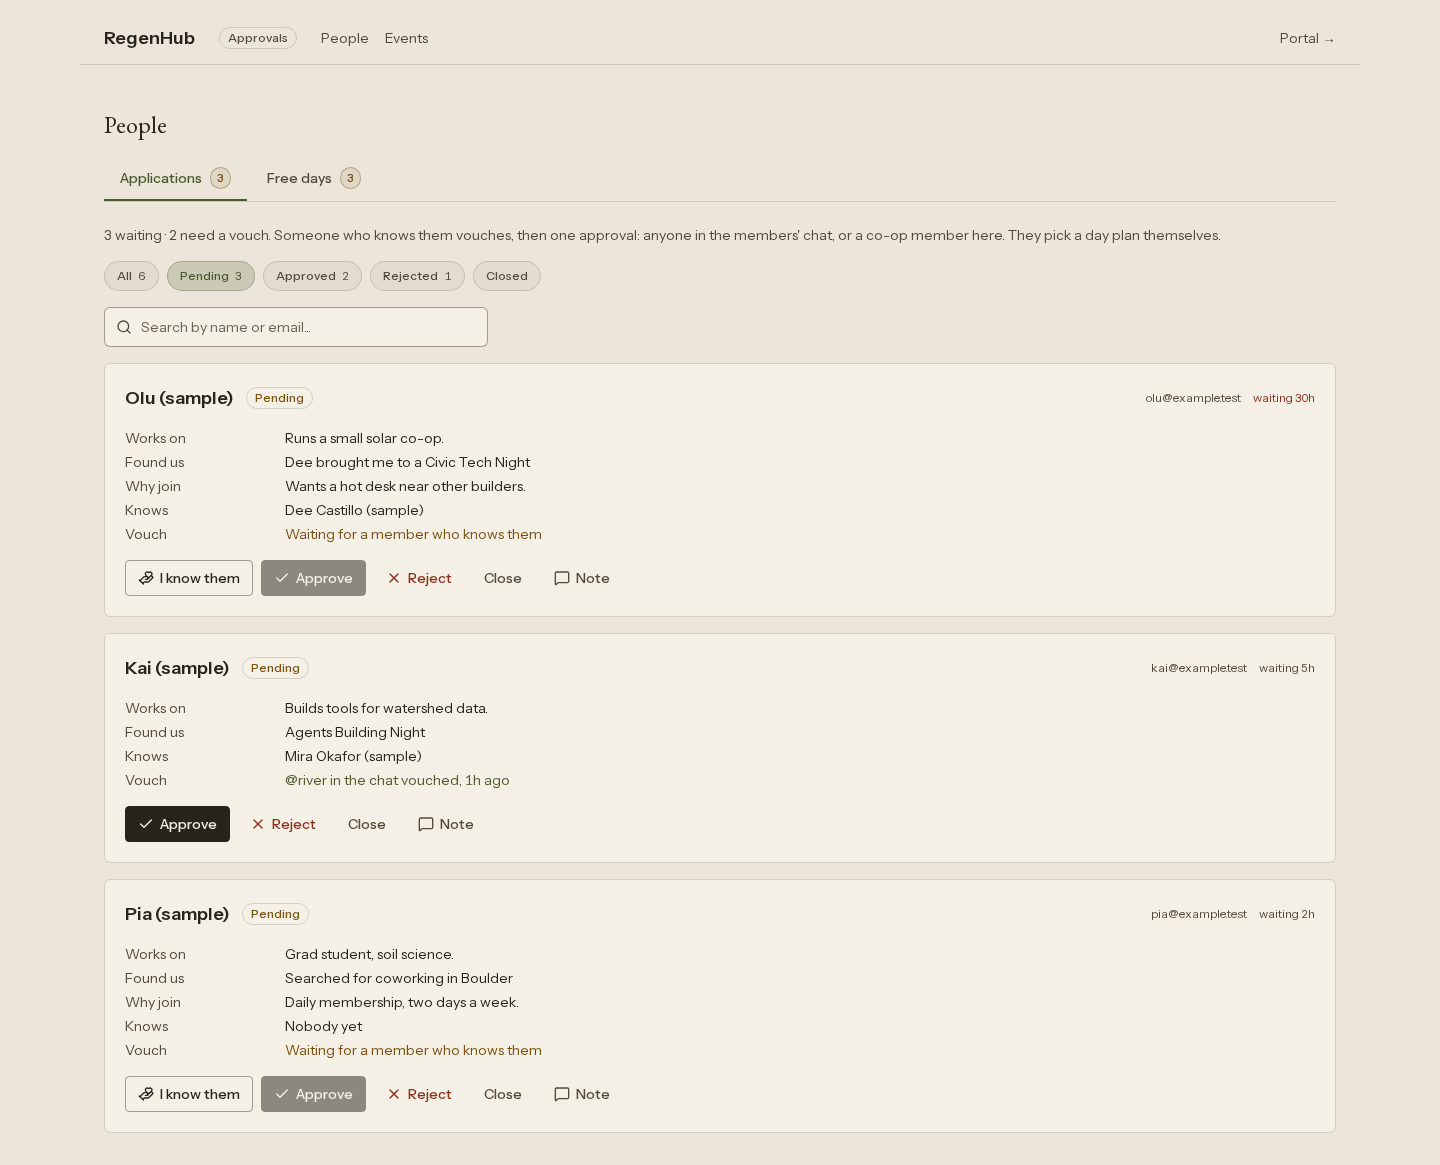 RegenHub Approvals People Events Portal →
People
Applications 3 Free days 3
3 waiting · 2 need a vouch. Someone who knows them vouches, then one approval: anyone in the members' chat, or a co-op member here. They pick a day plan themselves.
All 6 Pending 3 Approved 2 Rejected 1 Closed
Search by name or email...
Olu (sample) Pending olu@example.test waiting 30h
Works on Runs a small solar co-op.
Found us Dee brought me to a Civic Tech Night
Why join Wants a hot desk near other builders.
Knows Dee Castillo (sample)
Vouch Waiting for a member who knows them
I know them Approve Reject Close Note
Kai (sample) Pending kai@example.test waiting 5h
Works on Builds tools for watershed data.
Found us Agents Building Night
Knows Mira Okafor (sample)
Vouch @river in the chat vouched, 1h ago
Approve Reject Close Note
Pia (sample) Pending pia@example.test waiting 2h
Works on Grad student, soil science.
Found us Searched for coworking in Boulder
Why join Daily membership, two days a week.
Knows Nobody yet
Vouch Waiting for a member who knows them
I know them Approve Reject Close Note